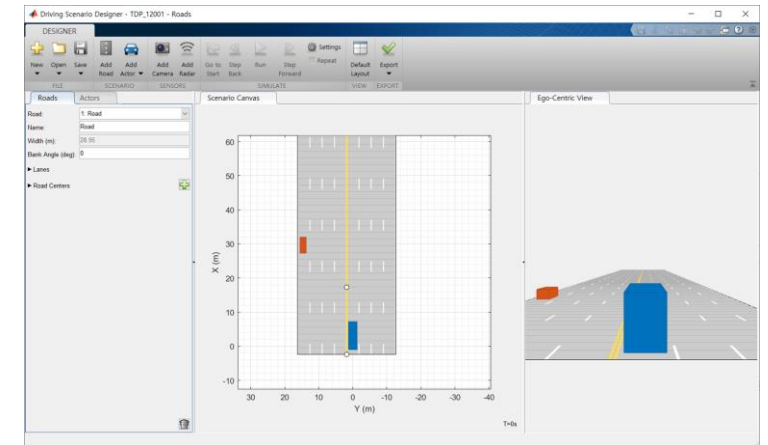 Driving Scenario Designer - TDP_12001 - Roads
DESIGNER
New Open Save Add Road Add Actor Add Camera Add Radar Go to Start Step Back Run Step Forward Settings Repeat Default Layout Export
FILE SCENARIO SENSORS SIMULATE VIEW EXPORT
Roads Actors Scenario Canvas Ego-Centric View
Road: 1: Road
Name: Road
Width (m): 28.95
Bank Angle (deg): 0
Lanes
Road Centers
60
50
40
30
20
10
0
-10
X (m)
30 20 10 0 -10 -20 -30 -40
Y (m)
T=0s